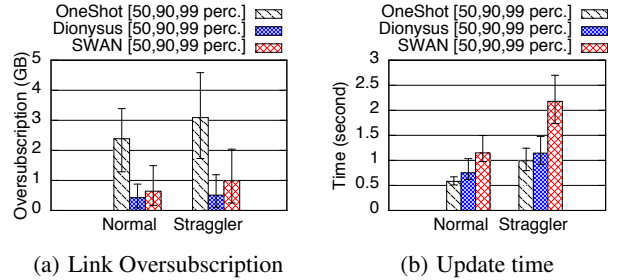 OneShot [50,90,99 perc.]
Dionysus [50,90,99 perc.]
SWAN [50,90,99 perc.]
Oversubscription (GB)
5
4
3
2
1
0
Normal Straggler
(a) Link Oversubscription
OneShot [50,90,99 perc.]
Dionysus [50,90,99 perc.]
SWAN [50,90,99 perc.]
Time (second)
3
2.5
2
1.5
1
0.5
0
Normal Straggler
(b) Update time